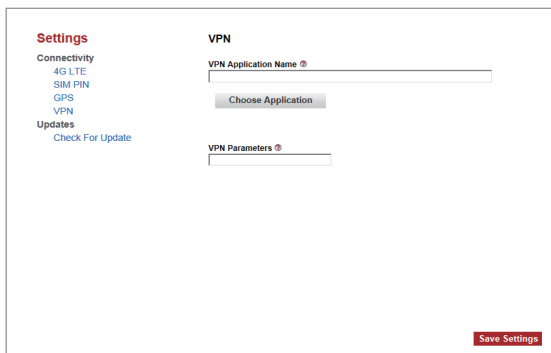 Settings
Connectivity
4G LTE
SIM PIN
GPS
VPN
Updates
Check For Update
VPN
VPN Application Name ?
Choose Application
VPN Parameters ?
Save Settings